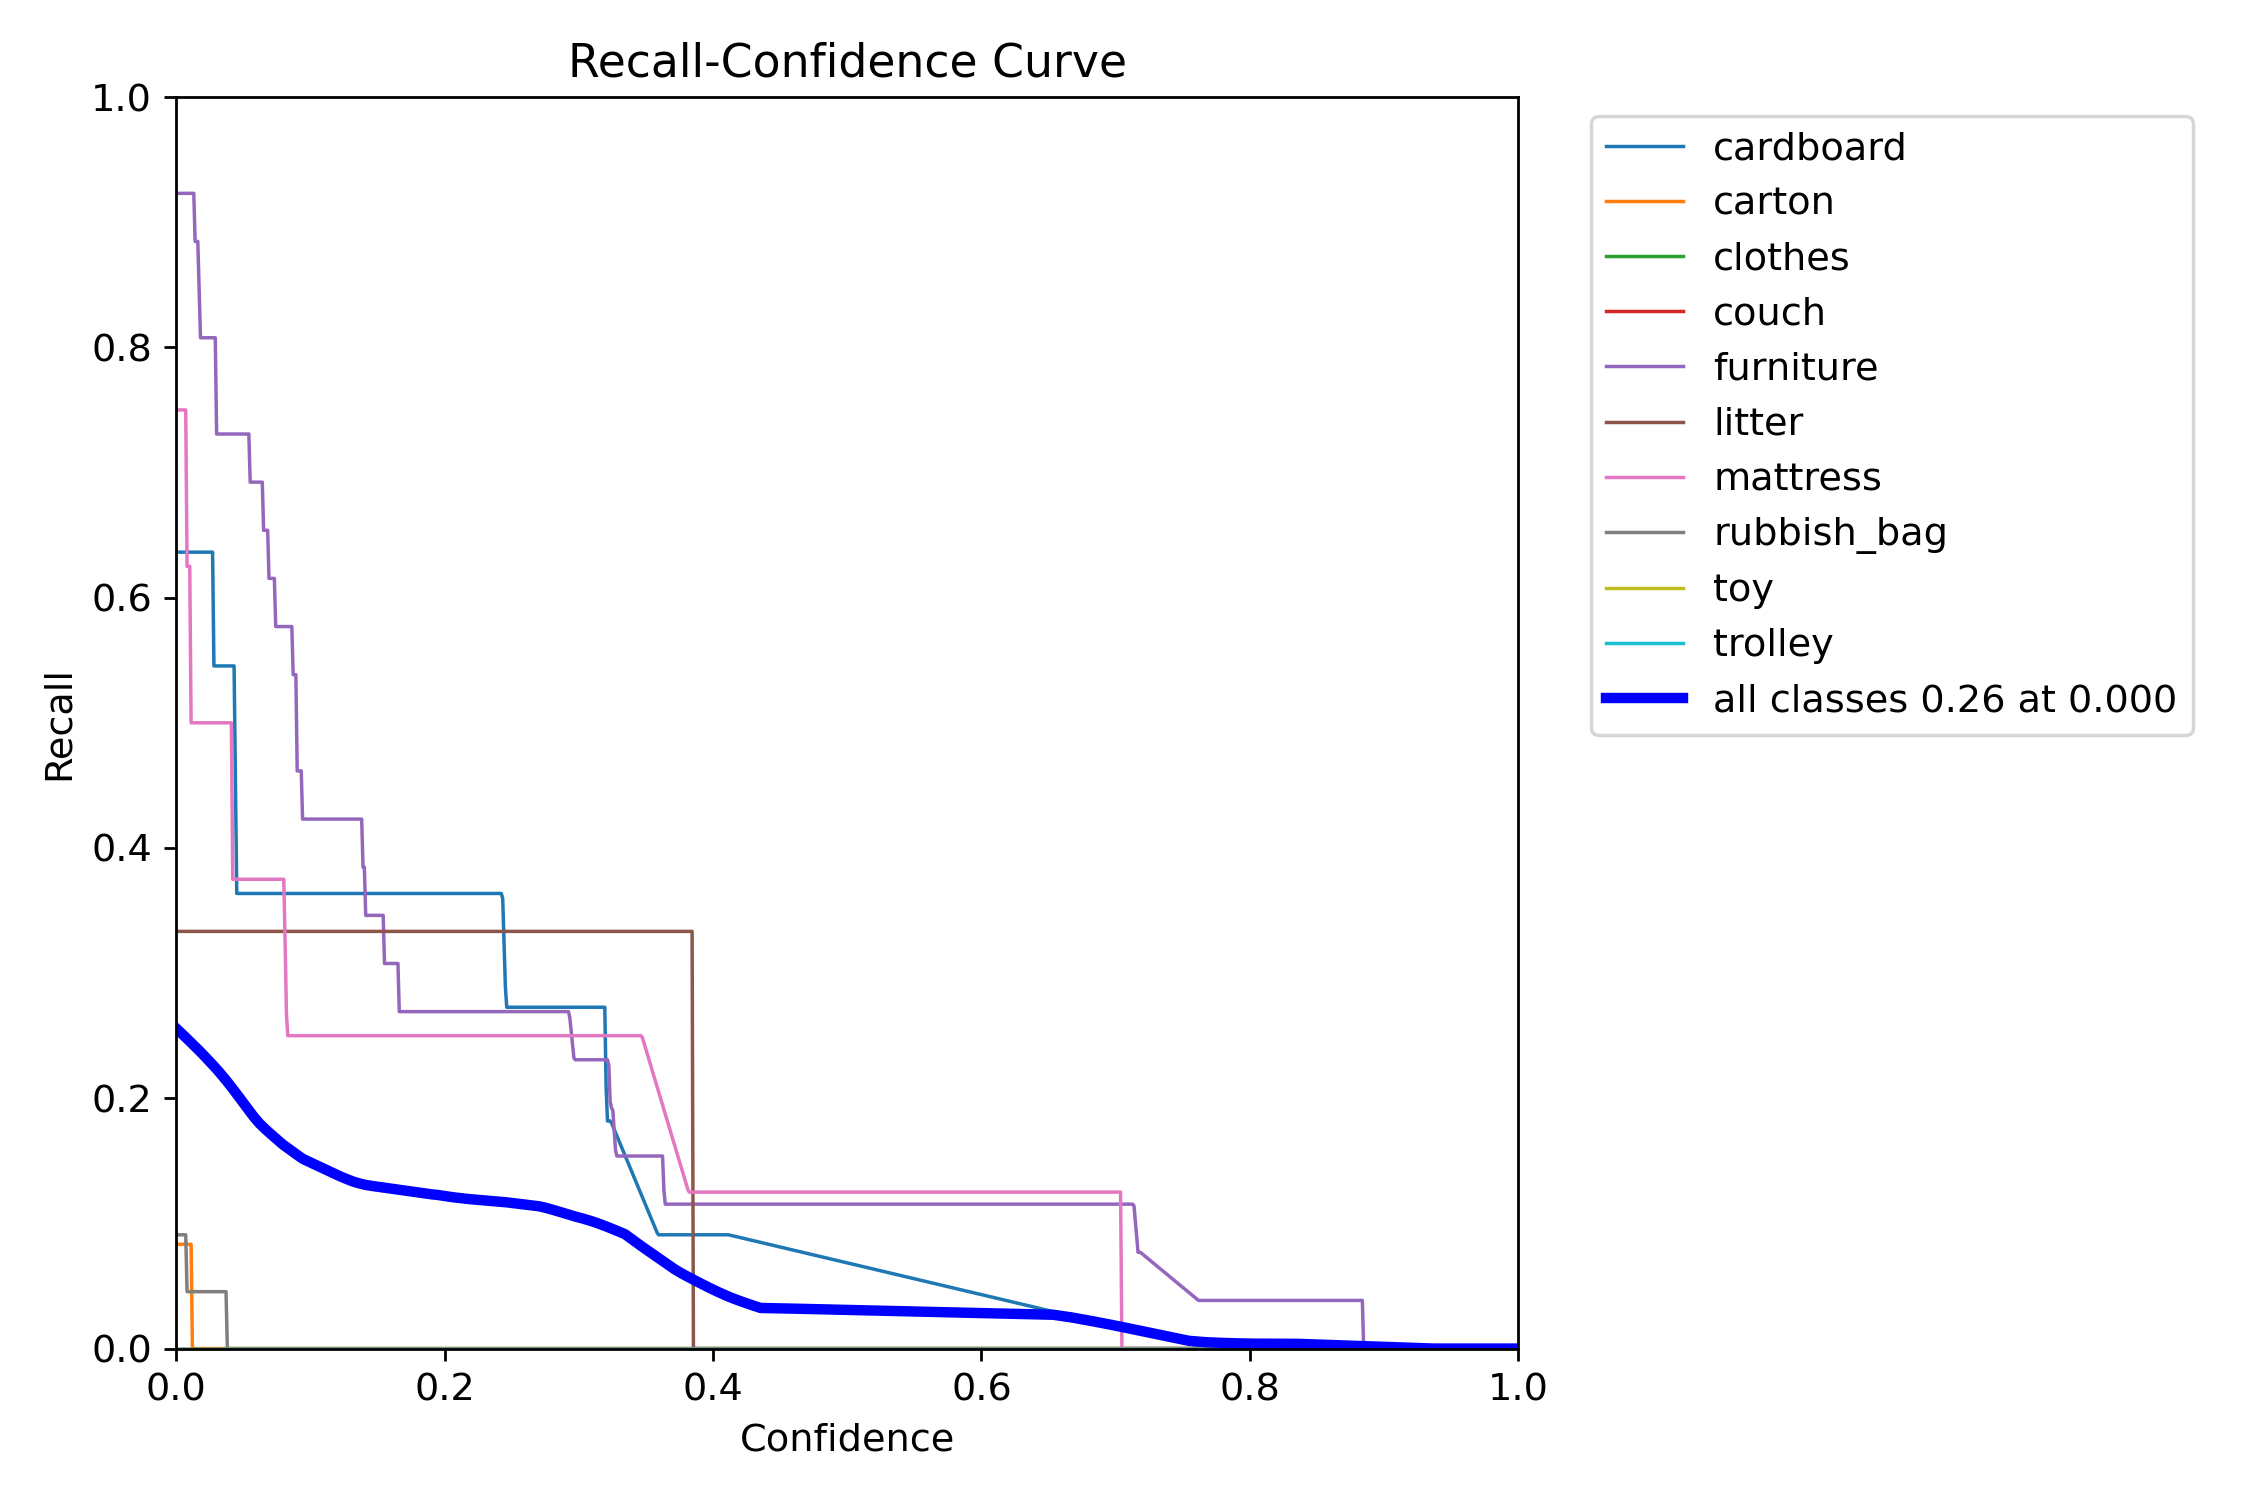 Recall-Confidence Curve
1.0
0.8
0.6
0.4
0.2
0.0
Recall
0.0 0.2 0.4 0.6 0.8 1.0
Confidence
cardboard
carton
clothes
couch
furniture
litter
mattress
rubbish_bag
toy
trolley
all classes 0.26 at 0.000